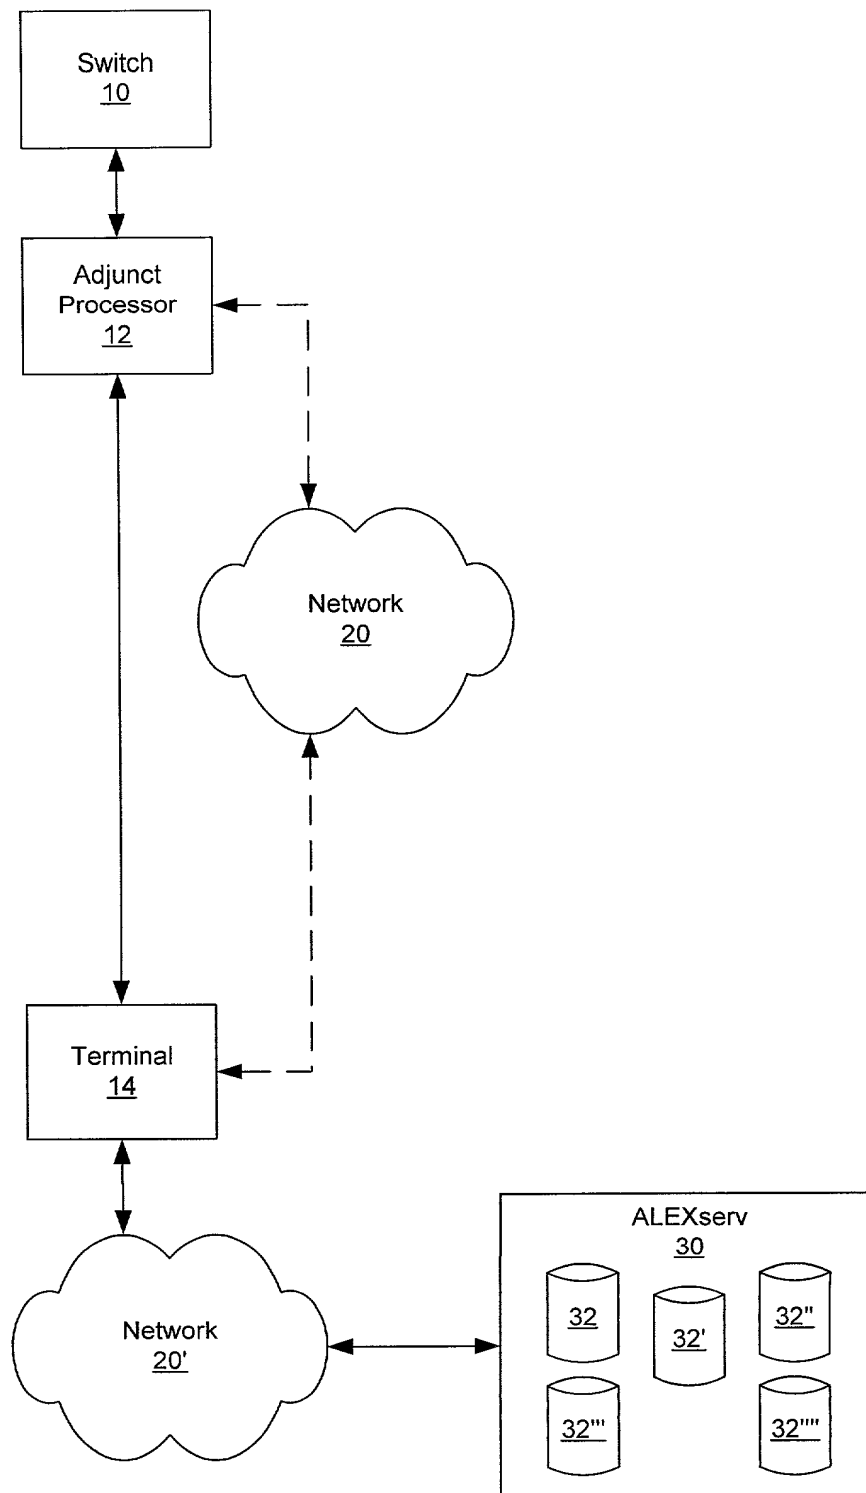 Switch
10
Adjunct
Processor
12
Network
20
Terminal
14
Network
20'
ALEXserv
30
32
32'
32"
32'"
32""